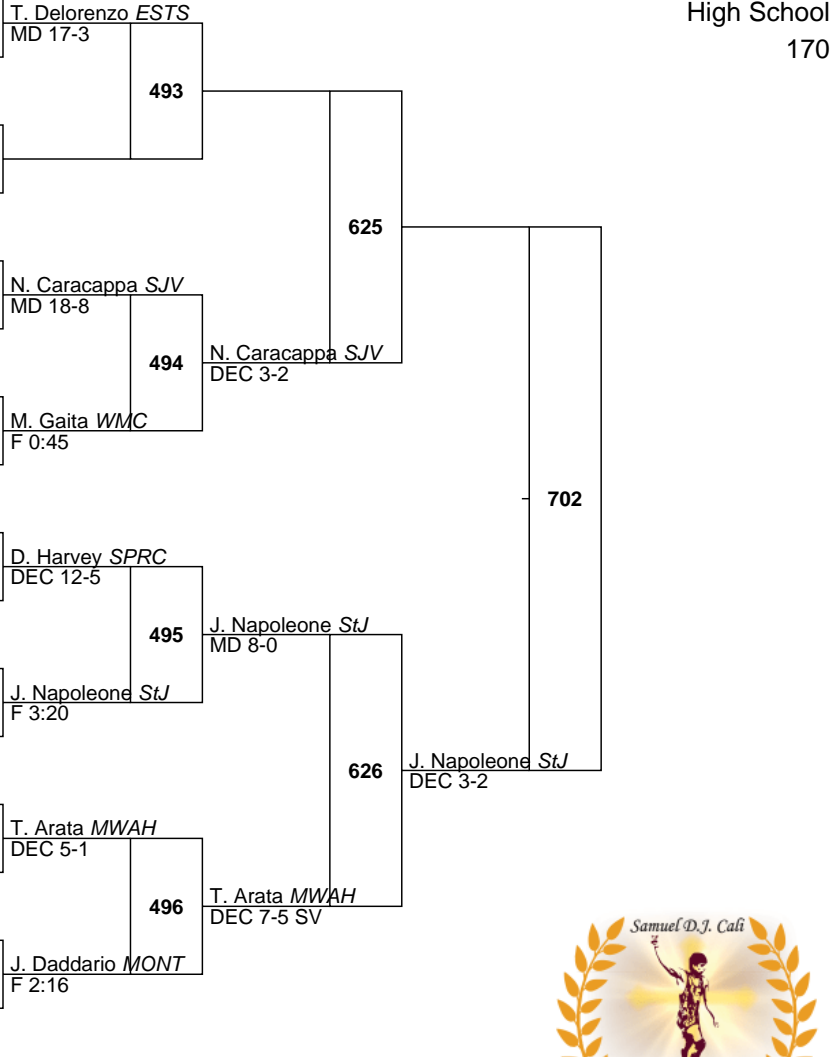 High School
170
T. Delorenzo ESTS
MD 17-3
493
625
N. Caracappa SJV
MD 18-8
494
N. Caracappa SJV
DEC 3-2
M. Gaita WMC
F 0:45
702
D. Harvey SPRC
DEC 12-5
495
J. Napoleone StJ
MD 8-0
J. Napoleone StJ
F 3:20
626
J. Napoleone StJ
DEC 3-2
T. Arata MWAH
DEC 5-1
496
T. Arata MWAH
DEC 7-5 SV
J. Daddario MONT
F 2:16
Samuel D.J. Cali